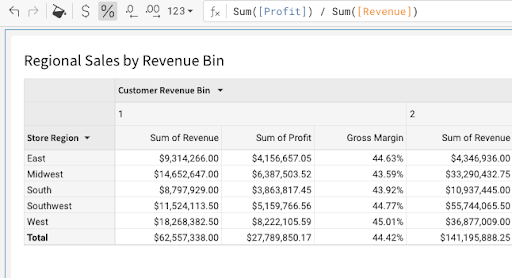 $ % .0 .00 123 fx Sum([Profit]) / Sum([Revenue])
Regional Sales by Revenue Bin
Customer Revenue Bin
1 2
Store Region Sum of Revenue Sum of Profit Gross Margin Sum of Revenue
East $9,314,266.00 $4,156,657.05 44.63% $4,346,936.00
Midwest $14,652,647.00 $6,387,503.52 43.59% $33,290,432.75
South $8,797,929.00 $3,863,817.45 43.92% $10,937,445.00
Southwest $11,524,113.50 $5,159,766.56 44.77% $55,744,065.50
West $18,268,382.50 $8,222,105.59 45.01% $36,877,009.00
Total $62,557,338.00 $27,789,850.17 44.42% $141,195,888.25